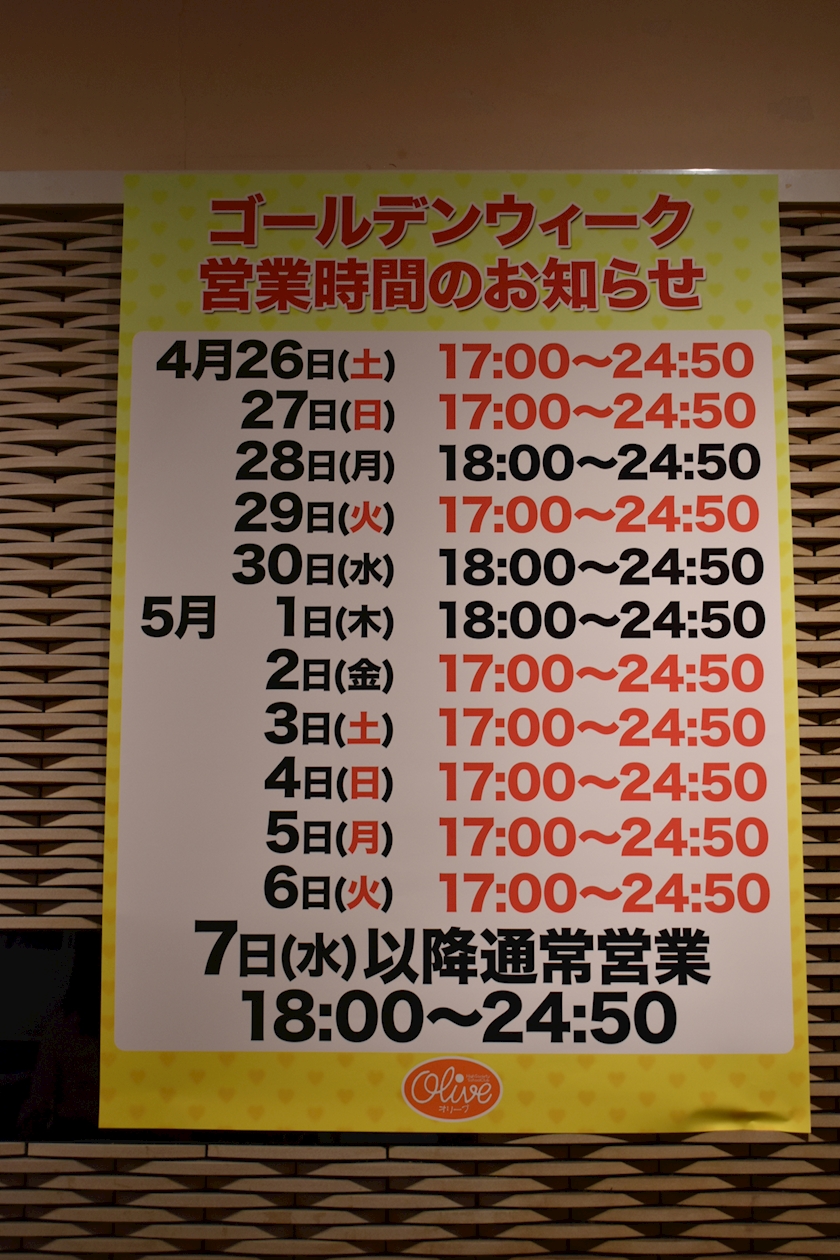 ゴールデンウィーク
営業時間のお知らせ
4月26日(土) 17:00～24:50
27日(日) 17:00～24:50
28日(月) 18:00～24:50
29日(火) 17:00～24:50
30日(水) 18:00～24:50
5月 1日(木) 18:00～24:50
2日(金) 17:00～24:50
3日(土) 17:00～24:50
4日(日) 17:00～24:50
5日(月) 17:00～24:50
6日(火) 17:00～24:50
7日(水)以降通常営業
18:00～24:50
Olive
オリーブ